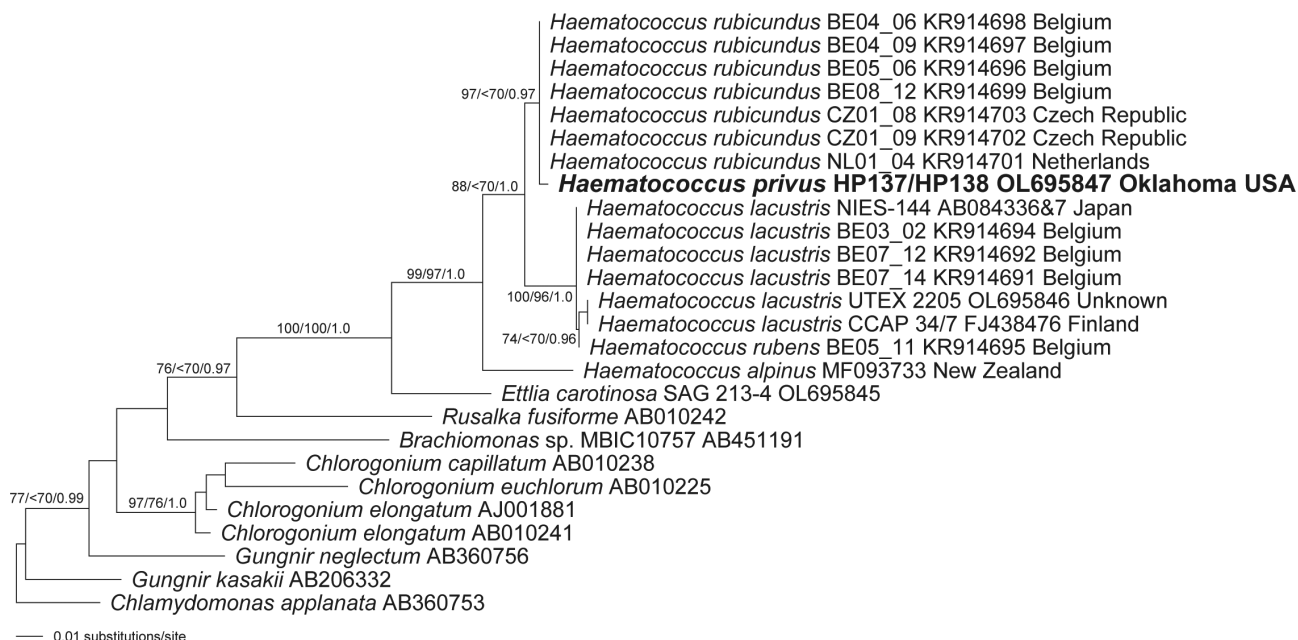 Haematococcus rubicundus BE04_06 KR914698 Belgium
Haematococcus rubicundus BE04_09 KR914697 Belgium
Haematococcus rubicundus BE05_06 KR914696 Belgium
Haematococcus rubicundus BE08_12 KR914699 Belgium
97/<70/0.97
Haematococcus rubicundus CZ01_08 KR914703 Czech Republic
Haematococcus rubicundus CZ01_09 KR914702 Czech Republic
Haematococcus rubicundus NL01_04 KR914701 Netherlands
88/<70/1.0
Haematococcus privus HP137/HP138 OL695847 Oklahoma USA
Haematococcus lacustris NIES-144 AB084336&7 Japan
Haematococcus lacustris BE03_02 KR914694 Belgium
Haematococcus lacustris BE07_12 KR914692 Belgium
99/97/1.0
Haematococcus lacustris BE07_14 KR914691 Belgium
100/96/1.0
Haematococcus lacustris UTEX 2205 OL695846 Unknown
100/100/1.0
Haematococcus lacustris CCAP 34/7 FJ438476 Finland
74/<70/0.96
Haematococcus rubens BE05_11 KR914695 Belgium
76/<70/0.97
Haematococcus alpinus MF093733 New Zealand
Ettlia carotinosa SAG 213-4 OL695845
Rusalka fusiforme AB010242
Brachiomonas sp. MBIC10757 AB451191
Chlorogonium capillatum AB010238
Chlorogonium euchlorum AB010225
77/<70/0.99
97/76/1.0
Chlorogonium elongatum AJ001881
Chlorogonium elongatum AB010241
Gungnir neglectum AB360756
Gungnir kasakii AB206332
Chlamydomonas applanata AB360753
0.01 substitutions/site